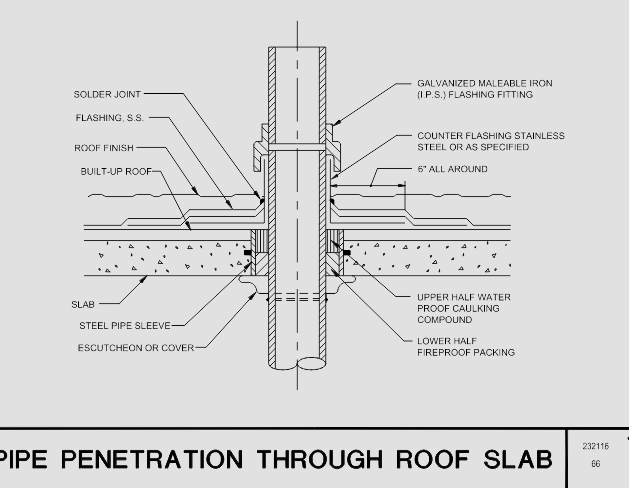 SOLDER JOINT
FLASHING, S.S.
ROOF FINISH
BUILT-UP ROOF
SLAB
STEEL PIPE SLEEVE
ESCUTCHEON OR COVER
GALVANIZED MALEABLE IRON
(I.P.S.) FLASHING FITTING
COUNTER FLASHING STAINLESS
STEEL OR AS SPECIFIED
6" ALL AROUND
UPPER HALF WATER
PROOF CAULKING
COMPOUND
LOWER HALF
FIREPROOF PACKING
PIPE PENETRATION THROUGH ROOF SLAB
232116
66